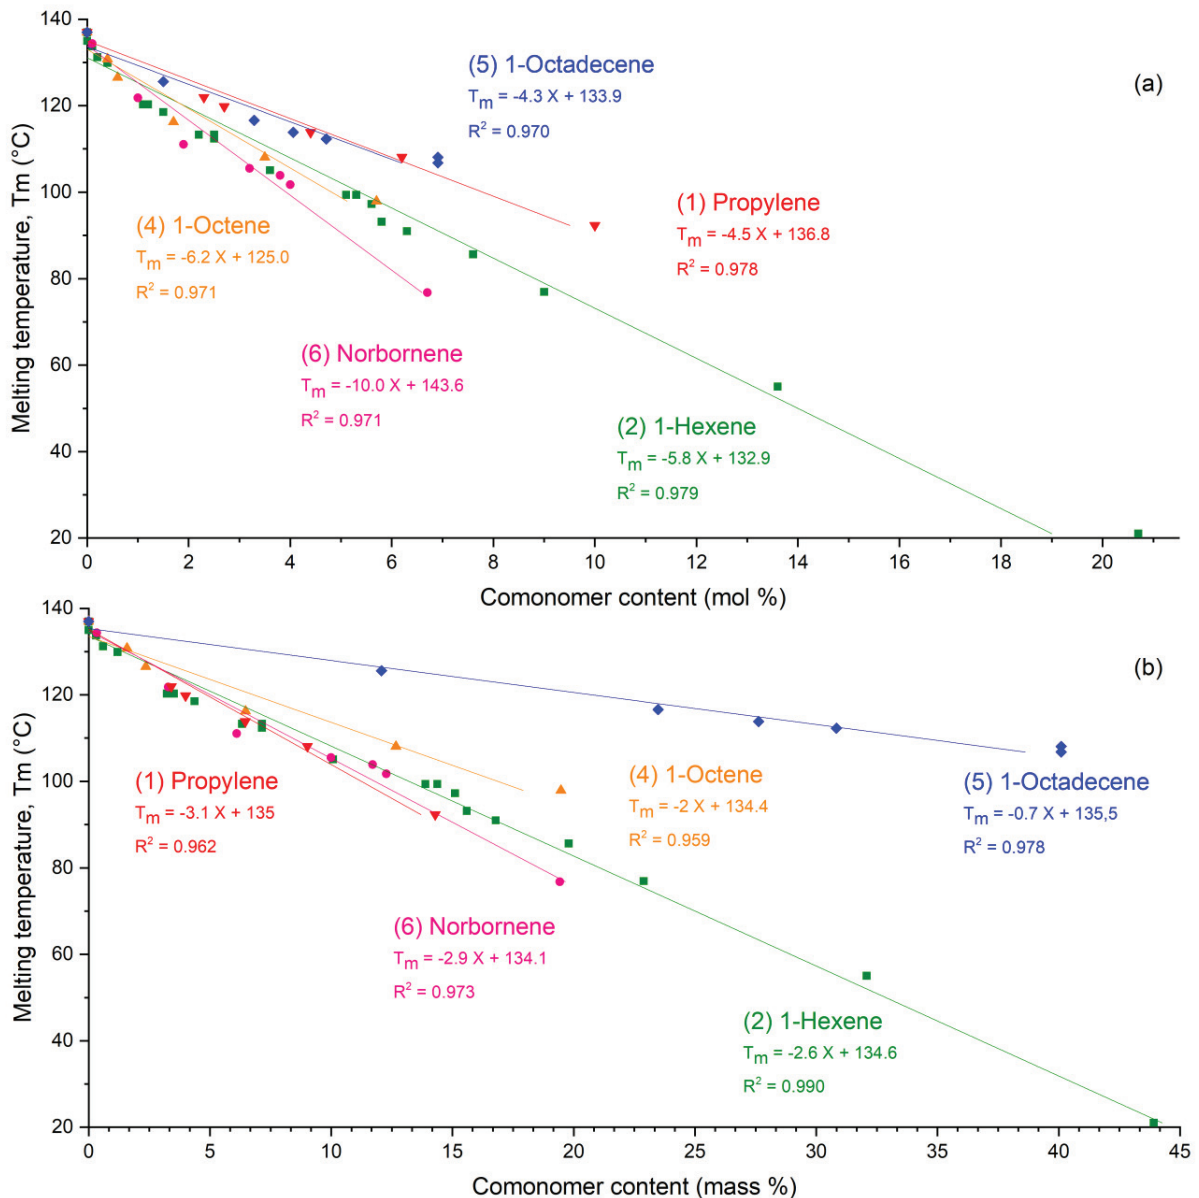 140
120
100
80
60
40
20
Melting temperature, Tm (°C)
(a)
(5) 1-Octadecene
Tm = -4.3 X + 133.9
R² = 0.970
(1) Propylene
Tm = -4.5 X + 136.8
R² = 0.978
(4) 1-Octene
Tm = -6.2 X + 125.0
R² = 0.971
(6) Norbornene
Tm = -10.0 X + 143.6
R² = 0.971
(2) 1-Hexene
Tm = -5.8 X + 132.9
R² = 0.979
0 2 4 6 8 10 12 14 16 18 20
Comonomer content (mol %)
140
120
100
80
60
40
20
Melting temperature, Tm (°C)
(b)
(1) Propylene
Tm = -3.1 X + 135
R² = 0.962
(4) 1-Octene
Tm = -2 X + 134.4
R² = 0.959
(5) 1-Octadecene
Tm = -0.7 X + 135,5
R² = 0.978
(6) Norbornene
Tm = -2.9 X + 134.1
R² = 0.973
(2) 1-Hexene
Tm = -2.6 X + 134.6
R² = 0.990
0 5 10 15 20 25 30 35 40 45
Comonomer content (mass %)